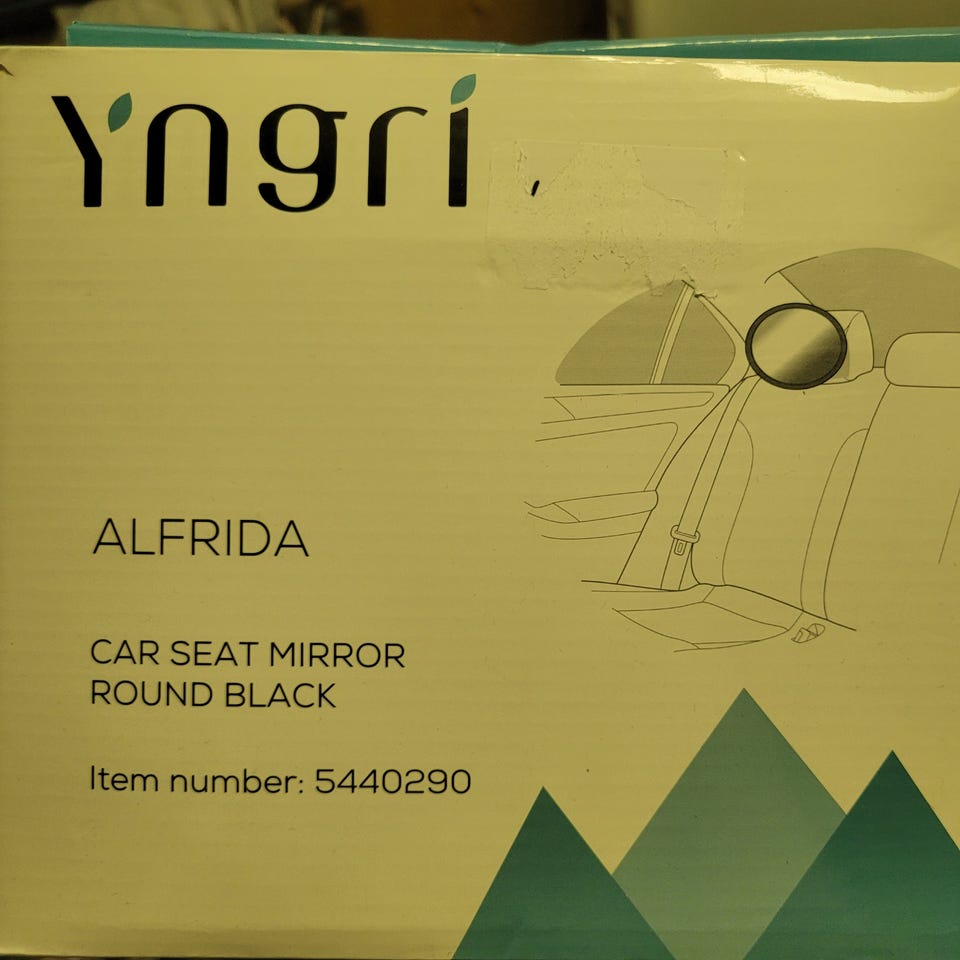 Yngri
ALFRIDA
CAR SEAT MIRROR
ROUND BLACK
Item number: 5440290